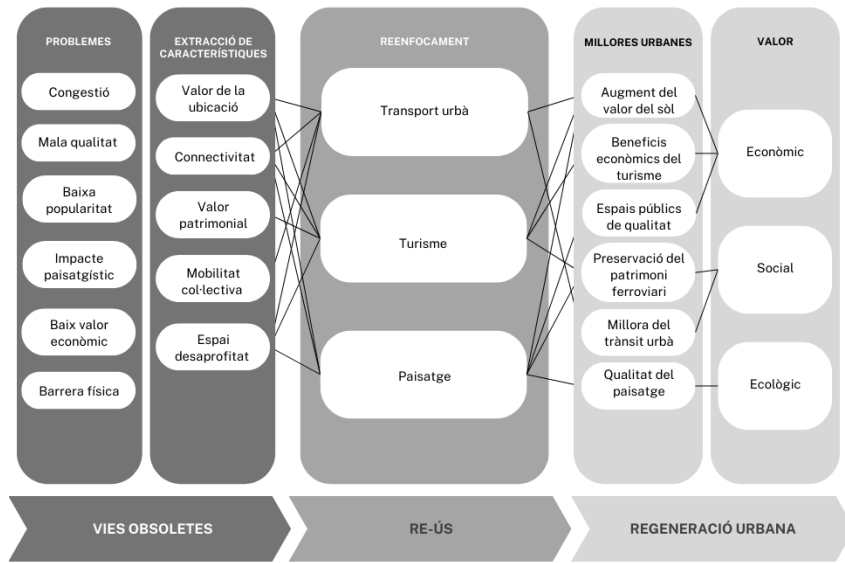 PROBLEMES
Congestió
Mala qualitat
Baixa
popularitat
Impacte
paisatgístic
Baix valor
econòmic
Barrera física
EXTRACCIÓ DE
CARACTERÍSTIQUES
Valor de la
ubicació
Connectivitat
Valor
patrimonial
Mobilitat
col·lectiva
Espai
desaprofitat
REENFOCAMENT
Transport urbà
Turisme
Paisatge
MILLORES URBANES
Augment del
valor del sòl
Beneficis
econòmics del
turisme
Espais públics
de qualitat
Preservació del
patrimoni
ferroviari
Millora del
trànsit urbà
Qualitat del
paisatge
VALOR
Econòmic
Social
Ecològic
VIES OBSOLETES
RE-ÚS
REGENERACIÓ URBANA